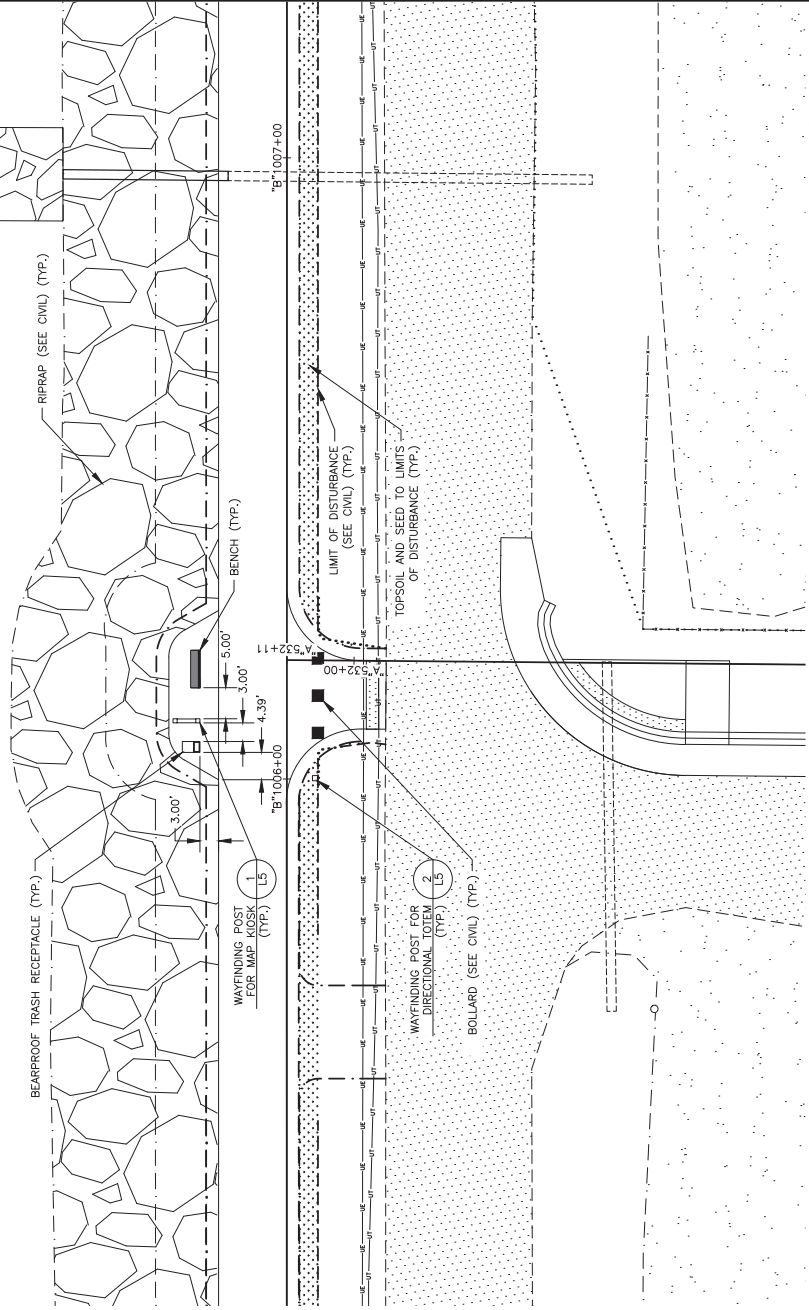 "B"1007+00
RIPRAP (SEE CIVIL) (TYP.)
LIMIT OF DISTURBANCE
(SEE CIVIL) (TYP.)
TOPSOIL AND SEED TO LIMITS
OF DISTURBANCE (TYP.)
BENCH (TYP.)
5.00'
3.00'
4.39'
"A"532+11
"A"532+00
"B"1006+00
3.00'
BEARPROOF TRASH RECEPTACLE (TYP.)
1
L5
WAYFINDING POST
FOR MAP KIOSK
(TYP.)
2
L5
WAYFINDING POST FOR
DIRECTIONAL TOTEM
(TYP.)
BOLLARD (SEE CIVIL) (TYP.)
UE
UT